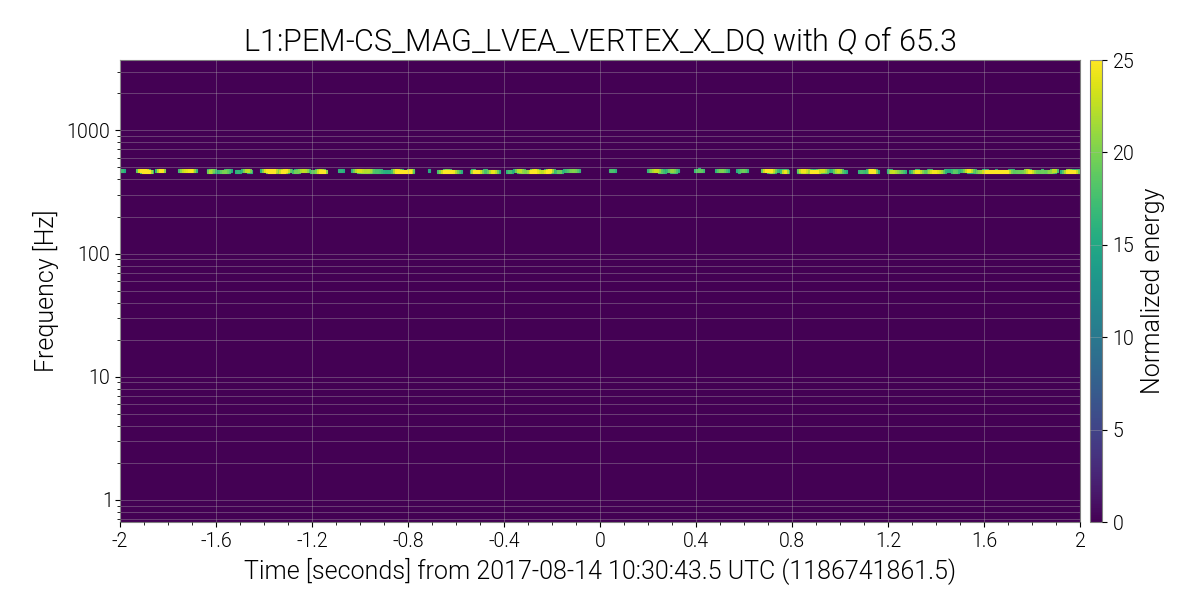 L1:PEM-CS_MAG_LVEA_VERTEX_X_DQ with Q of 65.3
Frequency [Hz]
1000
100
10
1
-2 -1.6 -1.2 -0.8 -0.4 0 0.4 0.8 1.2 1.6 2
Time [seconds] from 2017-08-14 10:30:43.5 UTC (1186741861.5)
25
20
15
10
5
0
Normalized energy